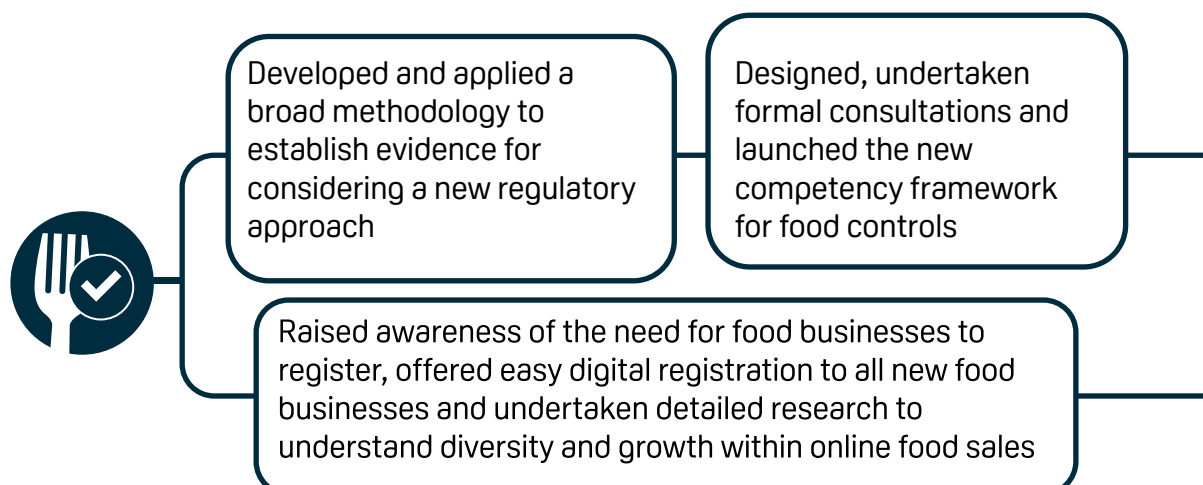 Developed and applied a
broad methodology to
establish evidence for
considering a new regulatory
approach
Designed, undertaken
formal consultations and
launched the new
competency framework
for food controls
Raised awareness of the need for food businesses to
register, offered easy digital registration to all new food
businesses and undertaken detailed research to
understand diversity and growth within online food sales